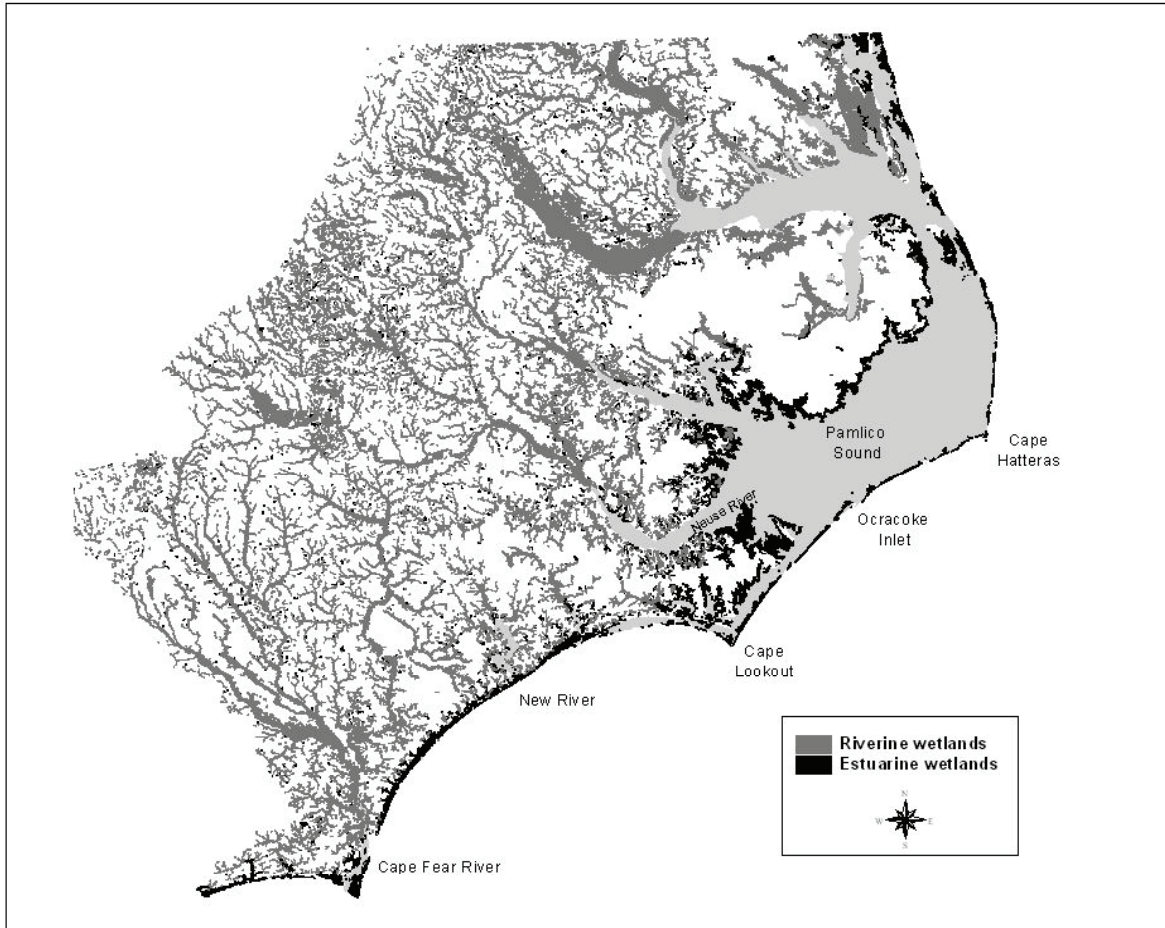 Pamlico
Sound
Cape
Hatteras
Neuse River
Ocracoke
Inlet
Cape
Lookout
New River
Riverine wetlands
Estuarine wetlands
N
W E
S
Cape Fear River